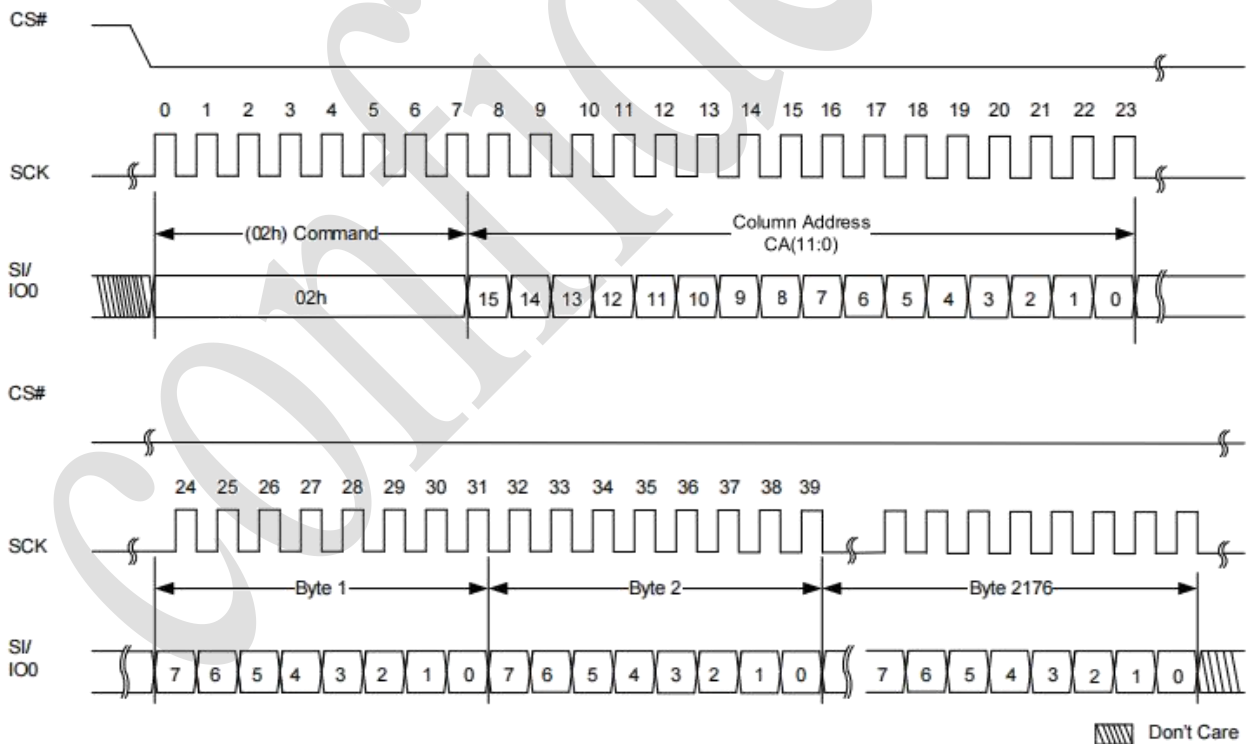 CS#
0 1 2 3 4 5 6 7 8 9 10 11 12 13 14 15 16 17 18 19 20 21 22 23
SCK
(02h) Command
Column Address
CA(11:0)
SI/
IO0
02h 15 14 13 12 11 10 9 8 7 6 5 4 3 2 1 0
CS#
24 25 26 27 28 29 30 31 32 33 34 35 36 37 38 39
SCK
Byte 1 Byte 2 Byte 2176
SI/
IO0
7 6 5 4 3 2 1 0 7 6 5 4 3 2 1 0 7 6 5 4 3 2 1 0
Don't Care